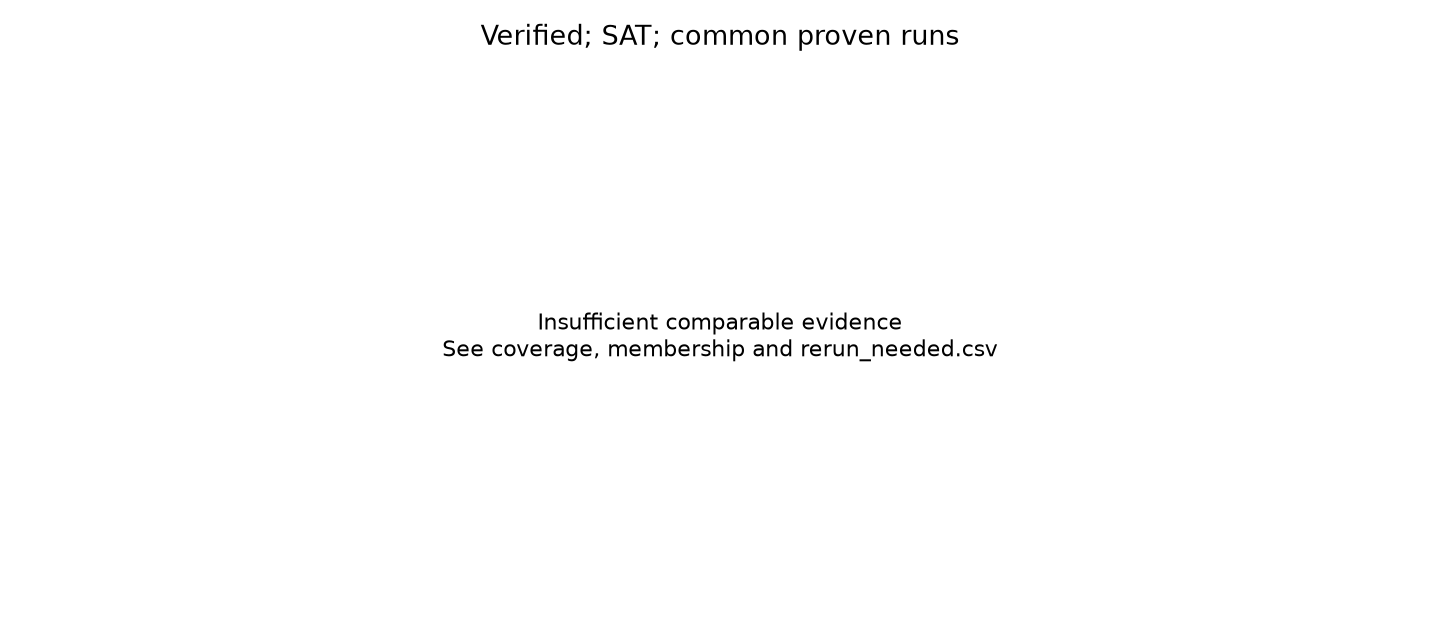 Verified; SAT; common proven runs
Insufficient comparable evidence
See coverage, membership and rerun_needed.csv